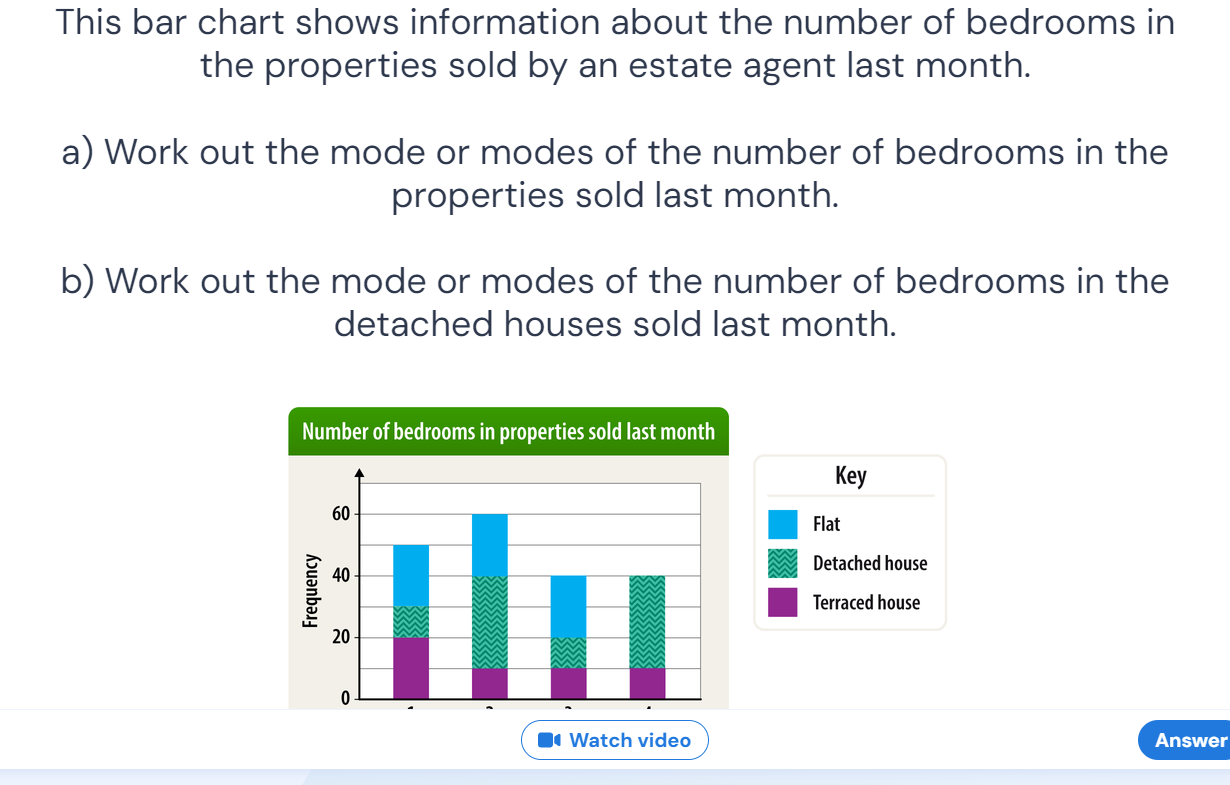 This bar chart shows information about the number of bedrooms in
the properties sold by an estate agent last month.
a) Work out the mode or modes of the number of bedrooms in the
properties sold last month.
b) Work out the mode or modes of the number of bedrooms in the
detached houses sold last month.
Number of bedrooms in properties sold last month
Key
60
Flat
40
Detached house
Frequency
Terraced house
20
0
Watch video
Answer